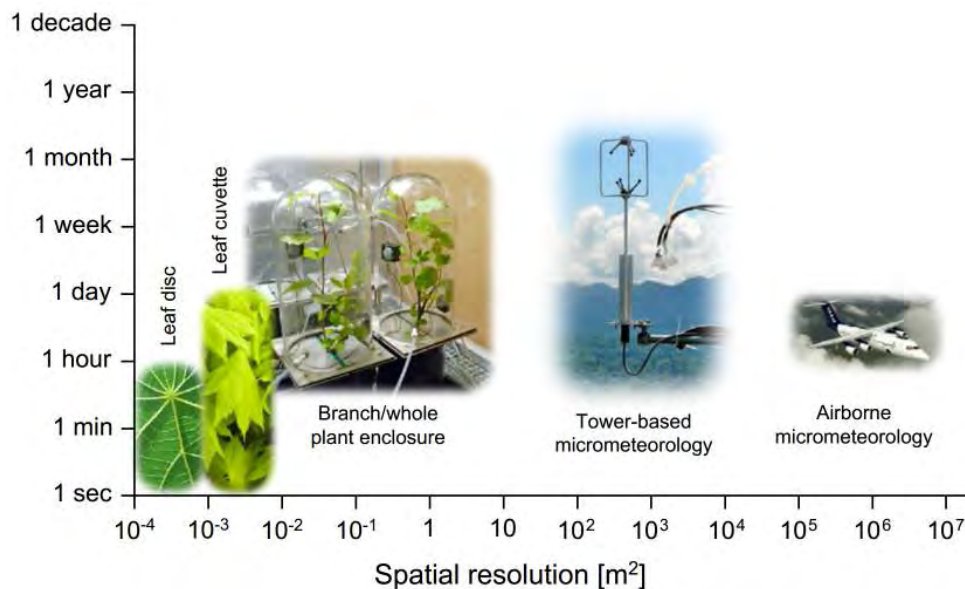 1 decade
1 year
1 month
1 week
1 day
1 hour
1 min
1 sec
Leaf disc
Leaf cuvette
Branch/whole
plant enclosure
Tower-based
micrometeorology
Airborne
micrometeorology
10⁻⁴ 10⁻³ 10⁻² 10⁻¹ 1 10 10² 10³ 10⁴ 10⁵ 10⁶ 10⁷
Spatial resolution [m²]